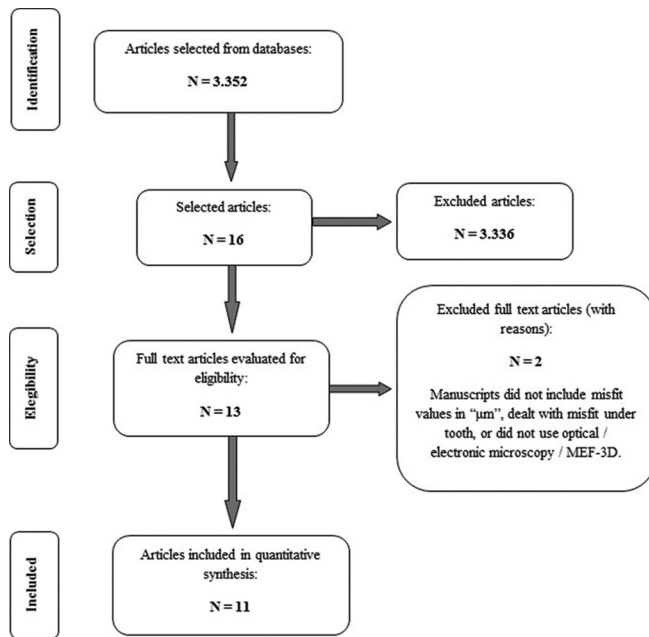 Identification
Articles selected from databases:
N = 3.352
Selection
Selected articles:
N = 16
Excluded articles:
N = 3.336
Elegibility
Full text articles evaluated for
eligibility:
N = 13
Excluded full text articles (with
reasons):
N = 2
Manuscripts did not include misfit
values in “µm”, dealt with misfit under
tooth, or did not use optical /
electronic microscopy / MEF-3D.
Included
Articles included in quantitative
synthesis:
N = 11